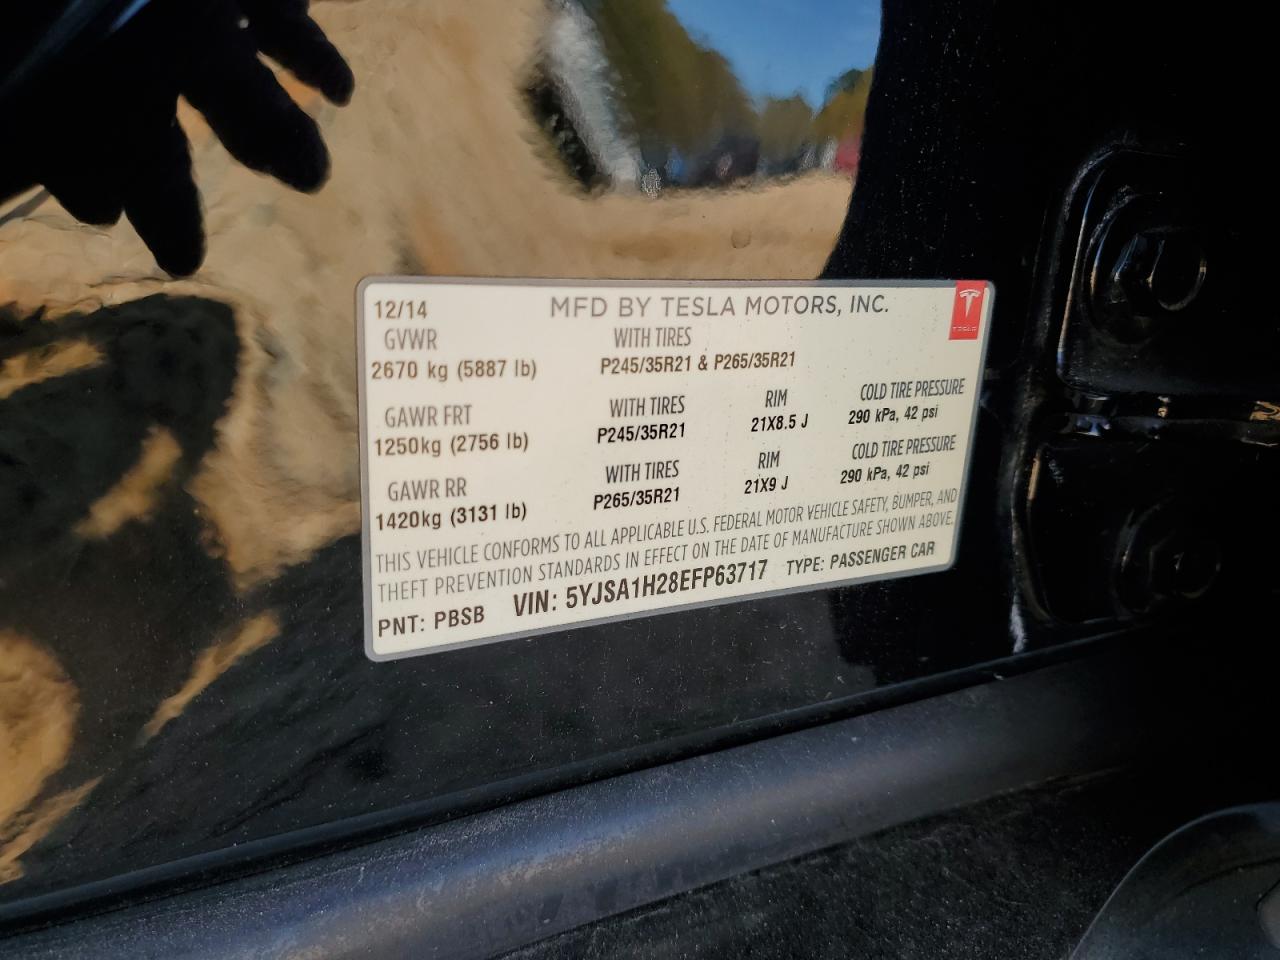 12/14 MFD BY TESLA MOTORS, INC.
TESLA
GVWR WITH TIRES
2670 kg (5887 lb) P245/35R21 & P265/35R21
GAWR FRT WITH TIRES RIM COLD TIRE PRESSURE
1250kg (2756 lb) P245/35R21 21X8.5 J 290 kPa, 42 psi
GAWR RR WITH TIRES RIM COLD TIRE PRESSURE
1420kg (3131 lb) P265/35R21 21X9 J 290 kPa, 42 psi
THIS VEHICLE CONFORMS TO ALL APPLICABLE U.S. FEDERAL MOTOR VEHICLE SAFETY, BUMPER, AND
THEFT PREVENTION STANDARDS IN EFFECT ON THE DATE OF MANUFACTURE SHOWN ABOVE.
PNT: PBSB VIN: 5YJSA1H28EFP63717 TYPE: PASSENGER CAR